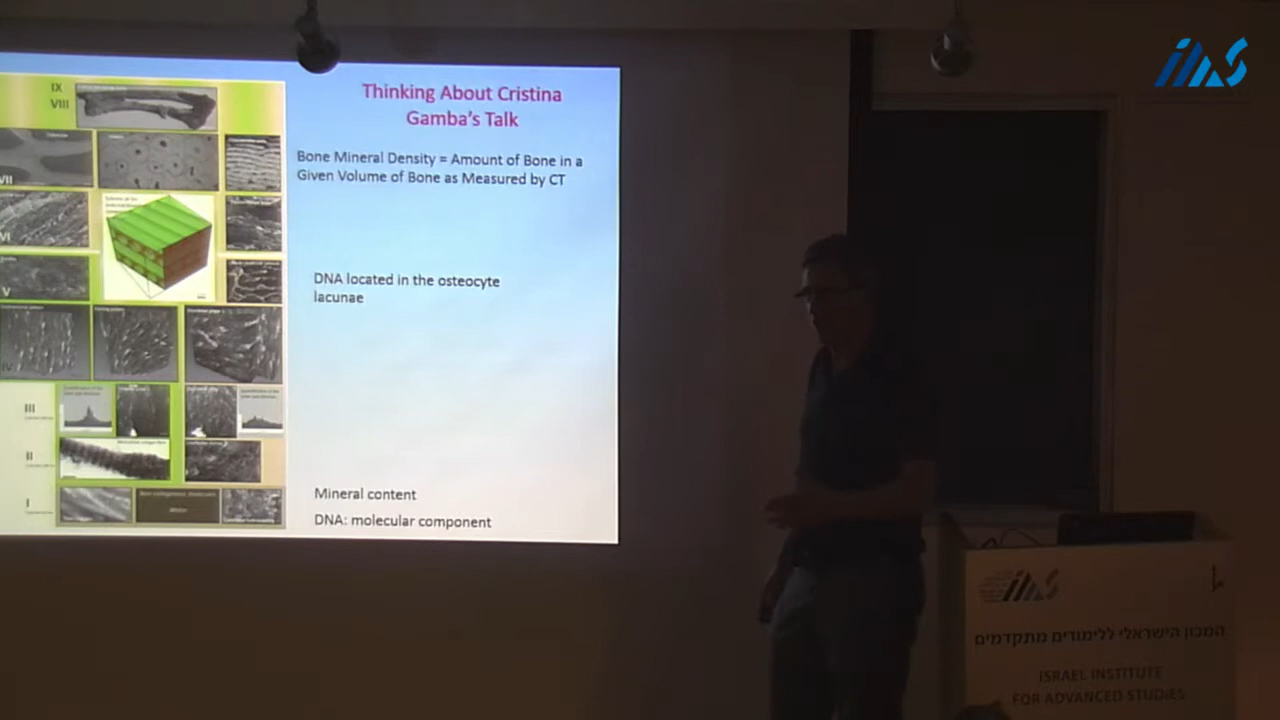 IIAS
IX
VIII
Thinking About Cristina
Gamba's Talk
Bone Mineral Density = Amount of Bone in a
Given Volume of Bone as Measured by CT
VII
VI
DNA located in the osteocyte
lacunae
V
IV
III
II
I
Mineral content
DNA: molecular component
IIAS
המכון הישראלי ללימודים מתקדמים
ISRAEL INSTITUTE
FOR ADVANCED STUDIES